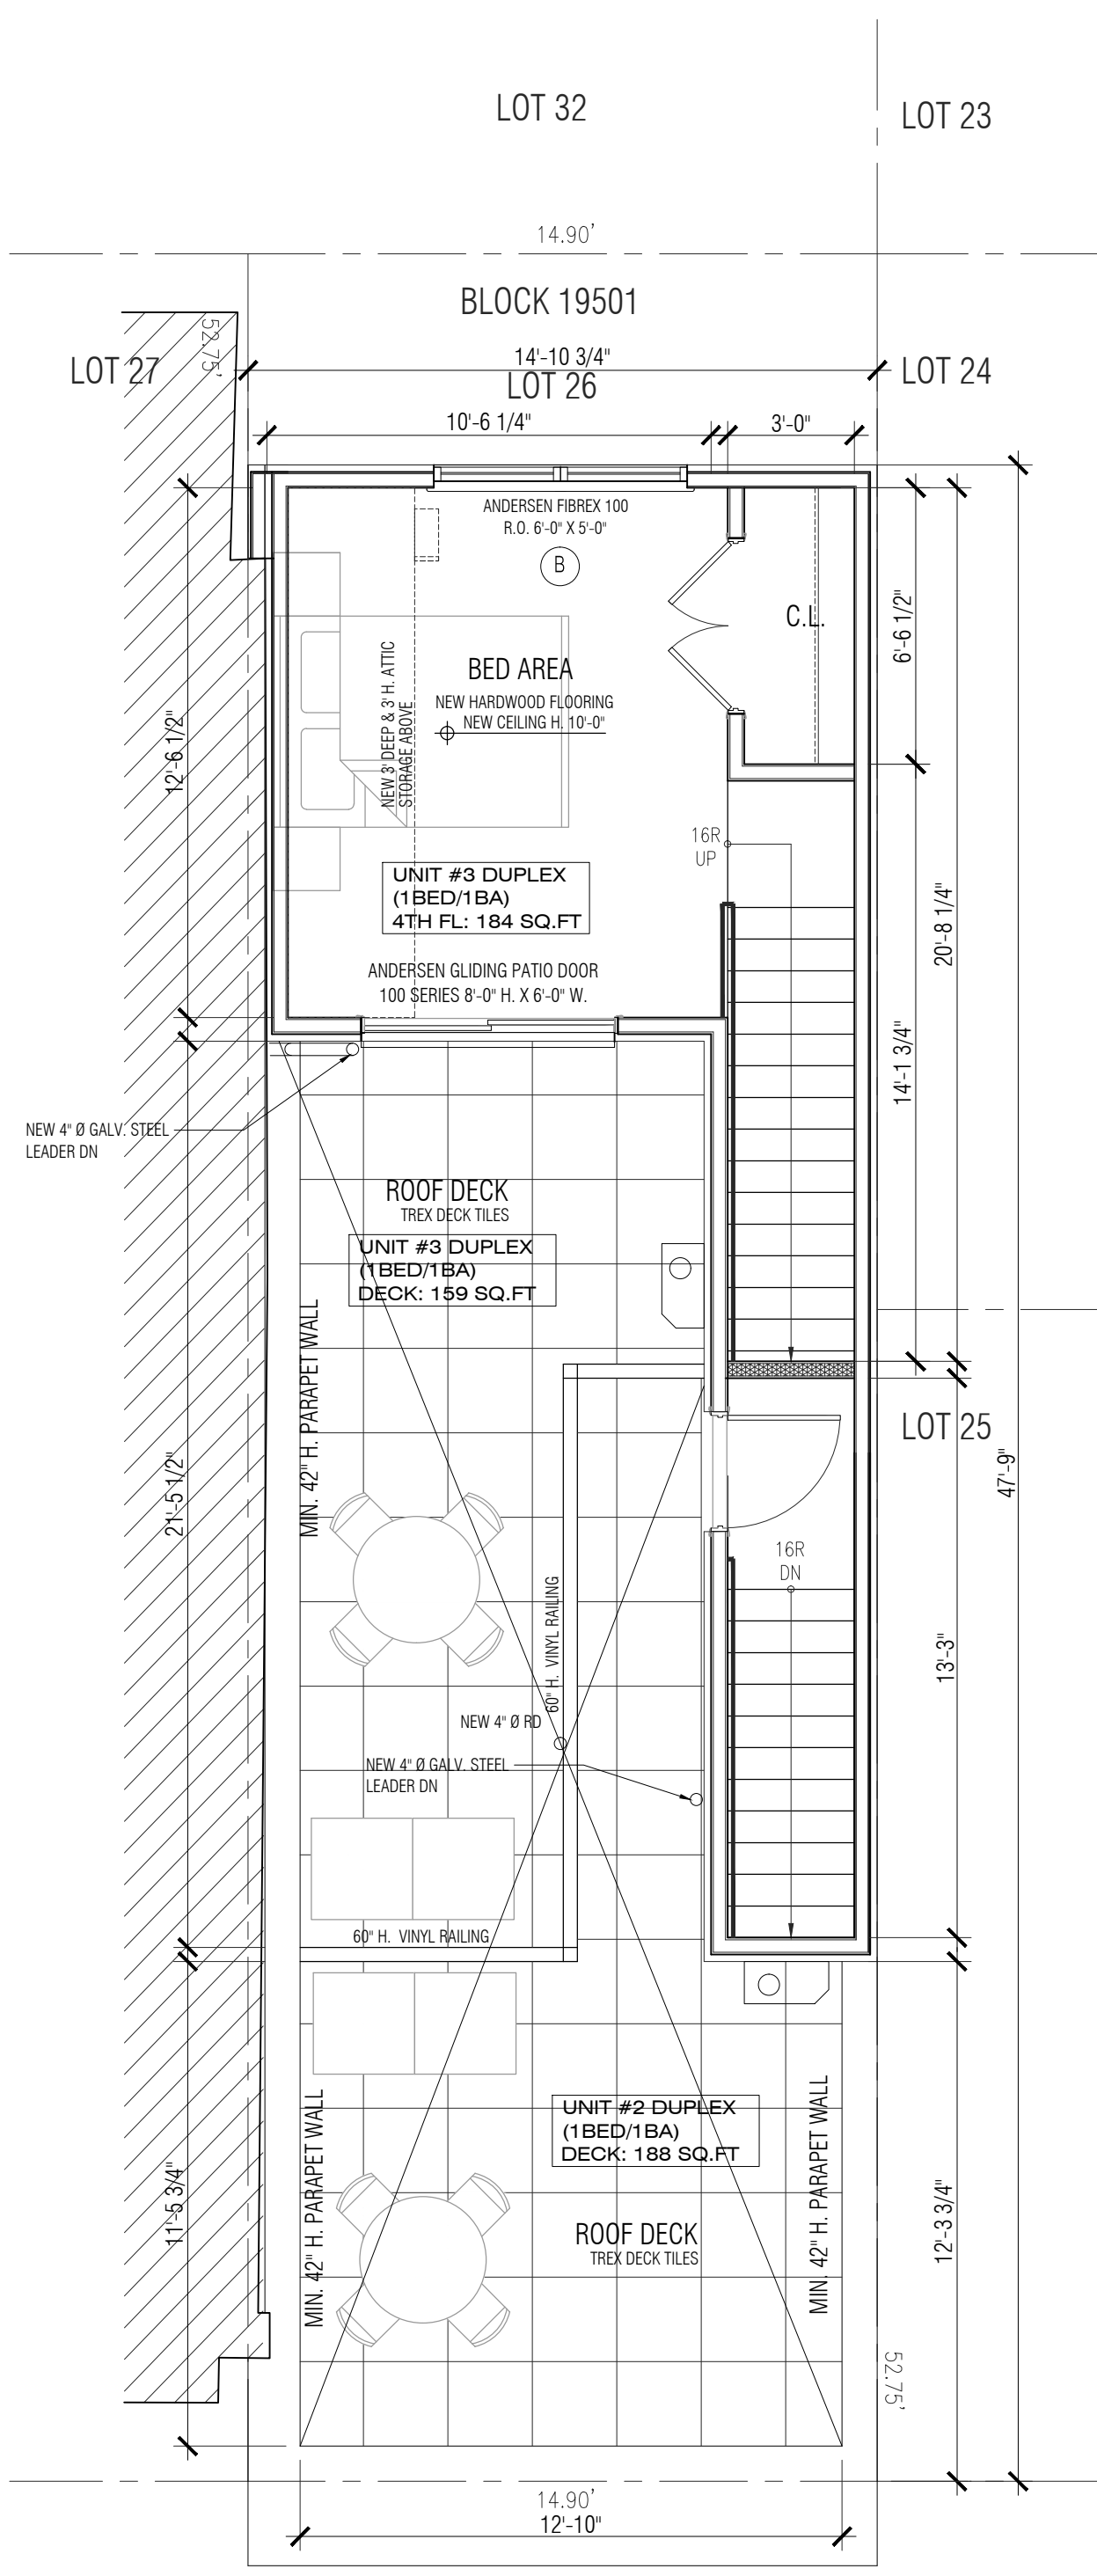 LOT 32
LOT 23
14.90'
BLOCK 19501
52.75'
LOT 27
14'-10 3/4"
LOT 24
LOT 26
10'-6 1/4"
3'-0"
ANDERSEN FIBREX 100
R.O. 6'-0" X 5'-0"
B
C.L.
6'-6 1/2"
BED AREA
NEW HARDWOOD FLOORING
NEW CEILING H. 10'-0"
NEW 3' DEEP & 3' H. ATTIC
STORAGE ABOVE
12'-6 1/2"
16R
UP
UNIT #3 DUPLEX
(1BED/1BA)
4TH FL: 184 SQ.FT
20'-8 1/4"
ANDERSEN GLIDING PATIO DOOR
100 SERIES 8'-0" H. X 6'-0" W.
14'-1 3/4"
NEW 4" Ø GALV. STEEL
LEADER DN
ROOF DECK
TREX DECK TILES
UNIT #3 DUPLEX
(1BED/1BA)
DECK: 159 SQ.FT
MIN. 42" H. PARAPET WALL
LOT 25
47'-9"
21'-5 1/2"
16R
DN
60" H. VINYL RAILING
13'-3"
NEW 4" Ø RD
NEW 4" Ø GALV. STEEL
LEADER DN
60" H. VINYL RAILING
UNIT #2 DUPLEX
(1BED/1BA)
DECK: 188 SQ.FT
MIN. 42" H. PARAPET WALL
MIN. 42" H. PARAPET WALL
11'-5 3/4"
12'-3 3/4"
ROOF DECK
TREX DECK TILES
52.75'
14.90'
12'-10"